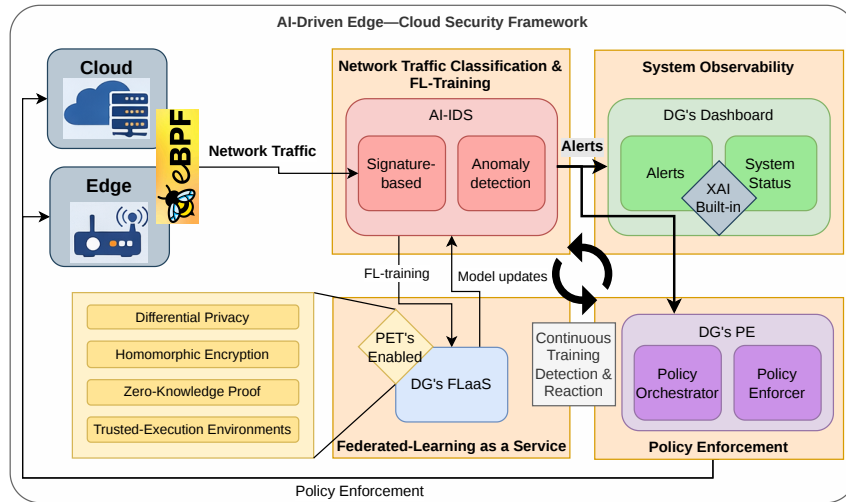 AI-Driven Edge—Cloud Security Framework
Cloud
Edge
eBPF
Network Traffic
Network Traffic Classification &
FL-Training
AI-IDS
Signature-
based
Anomaly
detection
Alerts
System Observability
DG's Dashboard
Alerts
System
Status
XAI
Built-in
FL-training
Model updates
Differential Privacy
Homomorphic Encryption
Zero-Knowledge Proof
Trusted-Execution Environments
PET's
Enabled
DG's FLaaS
Federated-Learning as a Service
Continuous
Training
Detection &
Reaction
DG's PE
Policy
Orchestrator
Policy
Enforcer
Policy Enforcement
Policy Enforcement